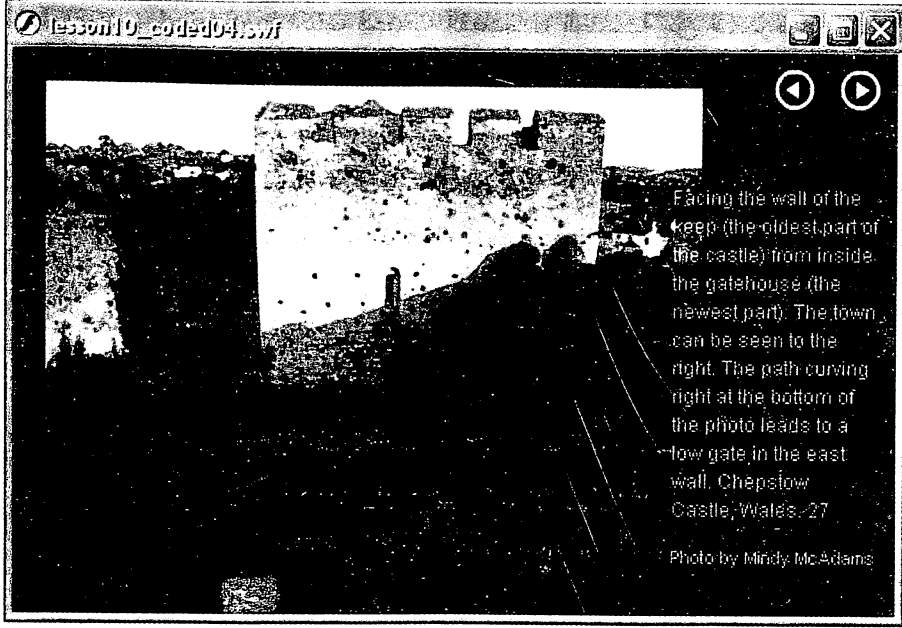 lesson10_coded04.swf
Facing the wall of the
keep (the oldest part of
the castle) from inside
the gatehouse (the
newest part). The town
can be seen to the
right. The path curving
right at the bottom of
the photo leads to a
low gate in the east
wall. Chepstow
Castle, Wales. 27
Photo by Mindy McAdams